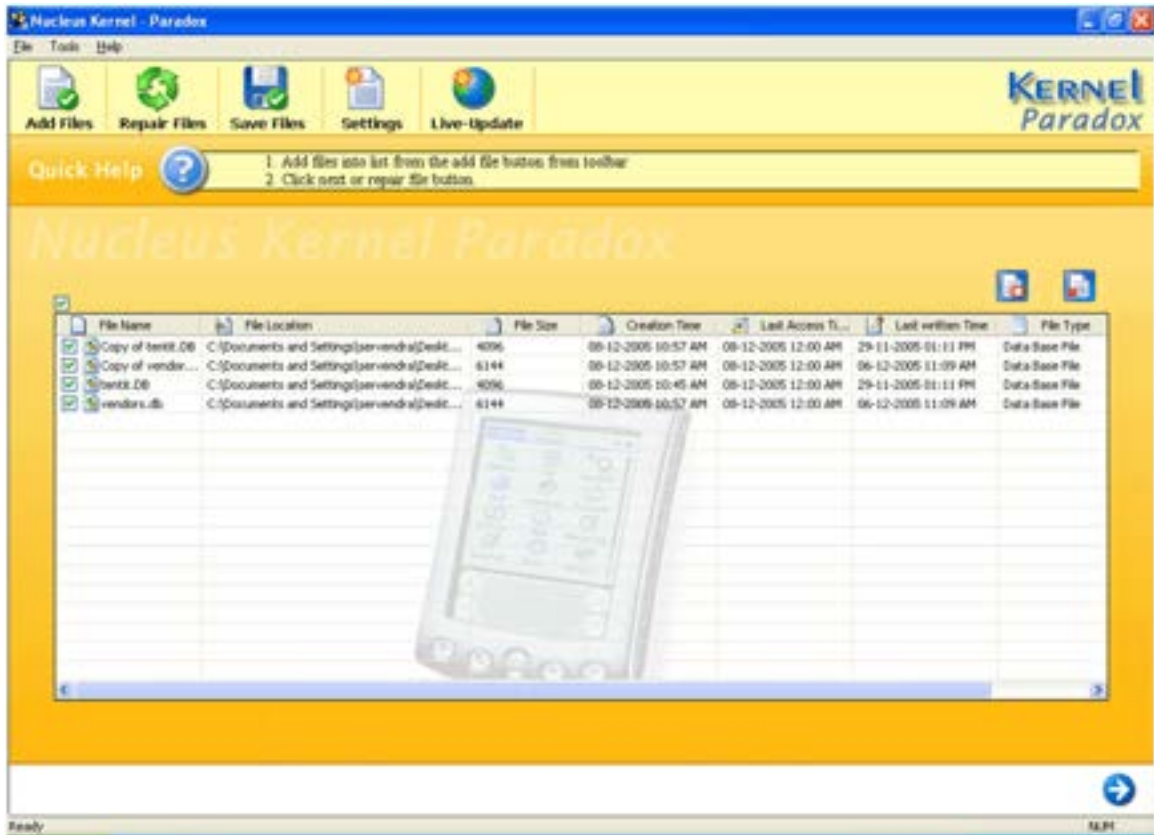 Nucleus Kernel - Paradox
File Tools Help
Add Files Repair Files Save Files Settings Live-Update
KERNEL
Paradox
Quick Help
1. Add files into list from the add file button from toolbar
2. Click next or repair file button.
Nucleus Kernel Paradox
File Name File Location File Size Creation Time Last Access Ti... Last written Time File Type
Copy of C:\Documents and Settings\ 4096 08-12-2005 10:57 AM 08-12-2005 12:00 AM 29-11-2005 01:11 PM Data Base File
Copy of vendor... C:\Documents and Settings\ 6144 08-12-2005 10:57 AM 08-12-2005 12:00 AM 06-12-2005 11:09 AM Data Base File
C:\Documents and Settings\ 4096 08-12-2005 10:45 AM 08-12-2005 12:00 AM 29-11-2005 01:11 PM Data Base File
vendors.db C:\Documents and Settings\ 6144 08-12-2005 10:57 AM 08-12-2005 12:00 AM 06-12-2005 11:09 AM Data Base File
Ready NUM